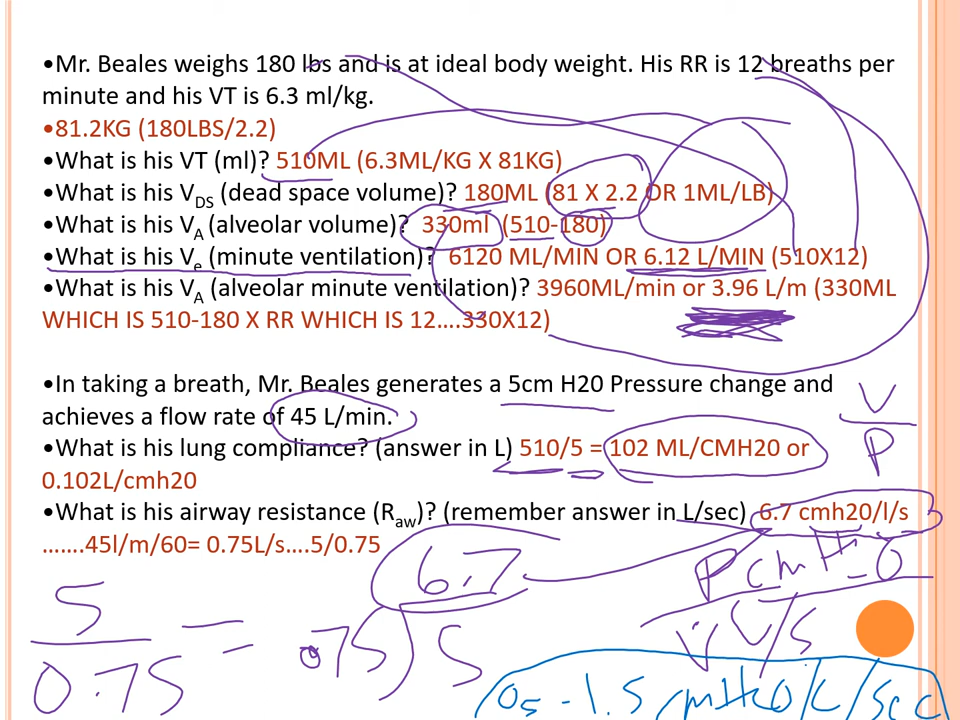 •Mr. Beales weighs 180 lbs and is at ideal body weight. His RR is 12 breaths per
minute and his VT is 6.3 ml/kg.
•81.2KG (180LBS/2.2)
•What is his VT (ml)? 510ML (6.3ML/KG X 81KG)
•What is his VDS (dead space volume)? 180ML (81 X 2.2 OR 1ML/LB)
•What is his VA (alveolar volume)? 330ml (510-180)
•What is his Ve (minute ventilation)? 6120 ML/MIN OR 6.12 L/MIN (510X12)
•What is his VA (alveolar minute ventilation)? 3960ML/min or 3.96 L/m (330ML
WHICH IS 510-180 X RR WHICH IS 12....330X12)
•In taking a breath, Mr. Beales generates a 5cm H20 Pressure change and
achieves a flow rate of 45 L/min.
•What is his lung compliance? (answer in L) 510/5 = 102 ML/CMH20 or
0.102L/cmh20
•What is his airway resistance (Raw)? (remember answer in L/sec) 6.7 cmh20/l/s
.......45l/m/60= 0.75L/s....5/0.75
V
P
6.7
P cmH2O
V̇ L/s
5
0.75
=
.75)5